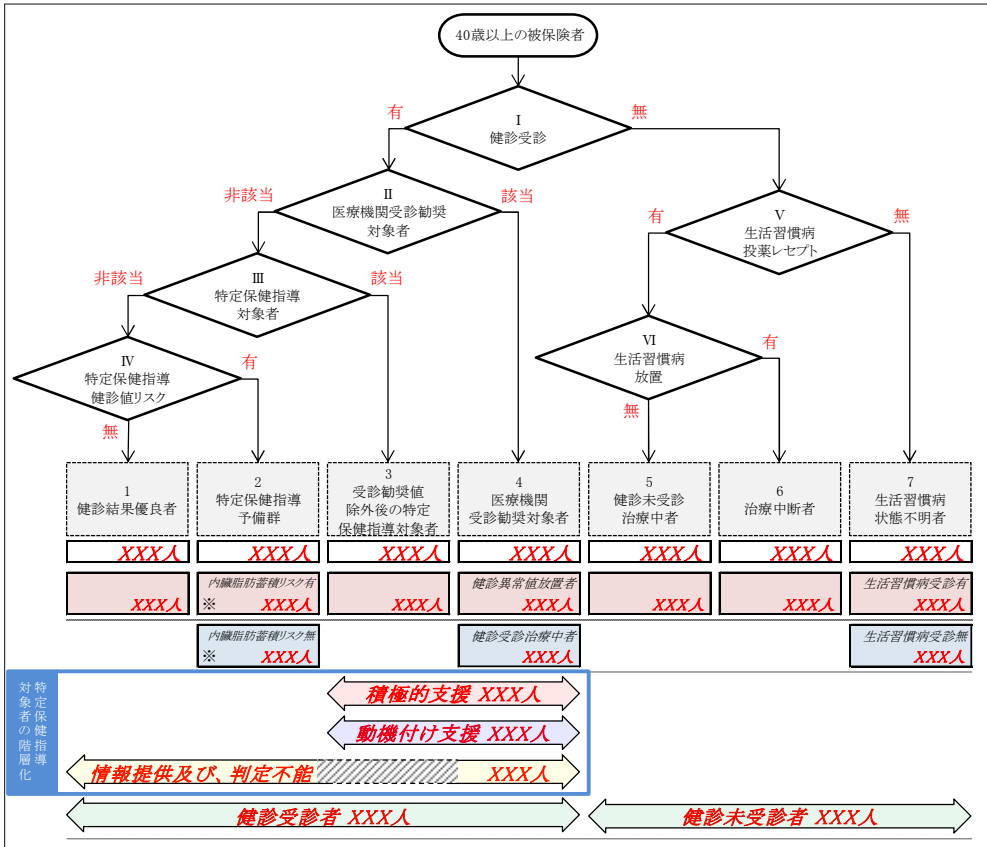 40歳以上の被保険者
有
Ⅰ
健診受診
無
非該当
Ⅱ
医療機関受診勧奨
対象者
該当
有
Ⅴ
生活習慣病
投薬レセプト
無
非該当
Ⅲ
特定保健指導
対象者
該当
Ⅳ
特定保健指導
健診値リスク
有
無
Ⅵ
生活習慣病
放置
有
無
1
健診結果優良者
2
特定保健指導
予備群
3
受診勧奨値
除外後の特定
保健指導対象者
4
医療機関
受診勧奨対象者
5
健診未受診
治療中者
6
治療中断者
7
生活習慣病
状態不明者
XXX人
XXX人
XXX人
XXX人
XXX人
XXX人
XXX人
XXX人
内臓脂肪蓄積リスク有
※ XXX人
XXX人
健診異常値放置者
XXX人
XXX人
XXX人
生活習慣病受診有
XXX人
内臓脂肪蓄積リスク無
※ XXX人
健診受診治療中者
XXX人
生活習慣病受診無
XXX人
特定保健指導
対象者の階層化
積極的支援 XXX人
動機付け支援 XXX人
情報提供及び、判定不能 XXX人
健診受診者 XXX人
健診未受診者 XXX人